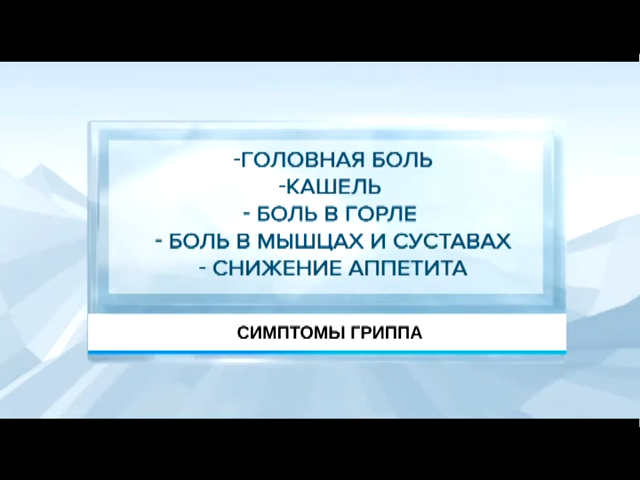 -ГОЛОВНАЯ БОЛЬ
-КАШЕЛЬ
- БОЛЬ В ГОРЛЕ
- БОЛЬ В МЫШЦАХ И СУСТАВАХ
- СНИЖЕНИЕ АППЕТИТА
СИМПТОМЫ ГРИППА